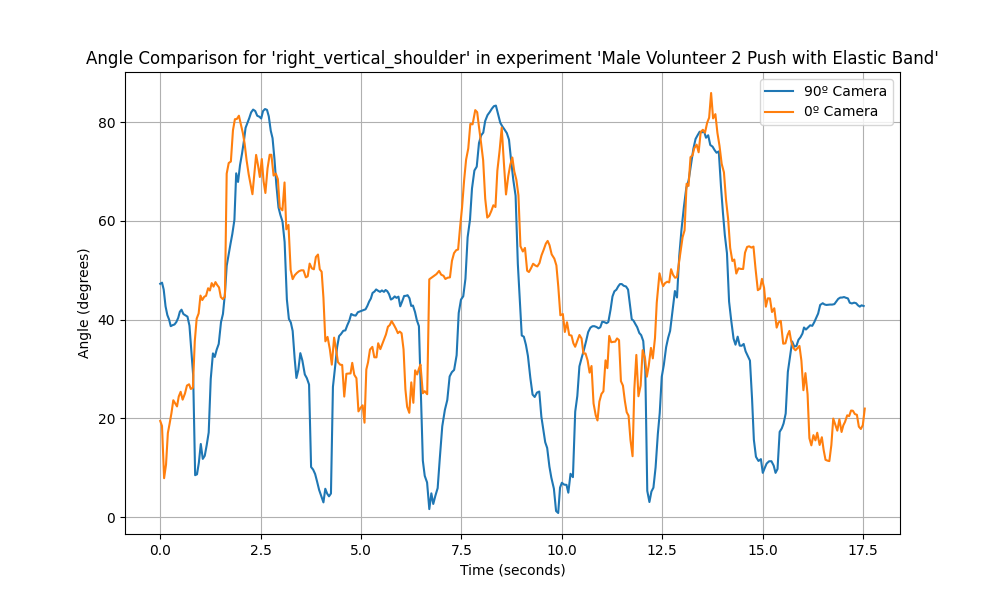 Angle Comparison for 'right_vertical_shoulder' in experiment 'Male Volunteer 2 Push with Elastic Band'
90º Camera
0º Camera
Angle (degrees)
80
60
40
20
0
0.0 2.5 5.0 7.5 10.0 12.5 15.0 17.5
Time (seconds)